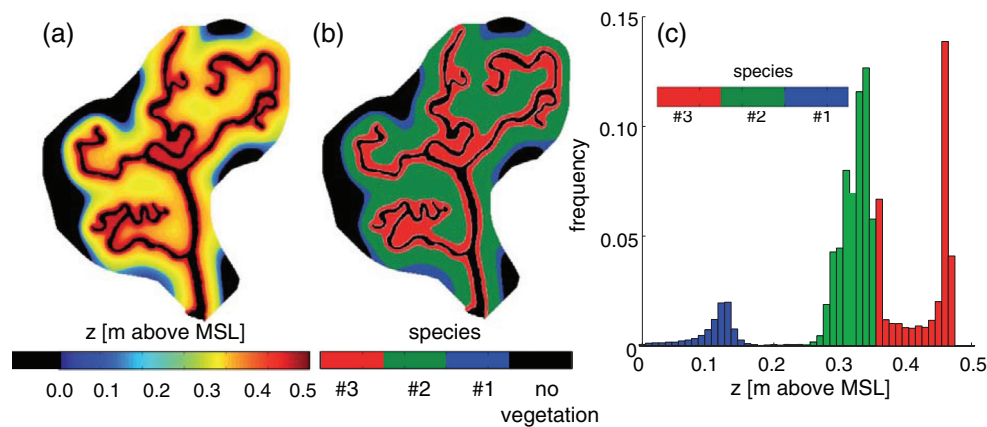 (a)
z [m above MSL]
0.0 0.1 0.2 0.3 0.4 0.5
(b)
species
#3 #2 #1 no
vegetation
(c)
species
#3 #2 #1
frequency
0.15
0.10
0.05
0
0 0.1 0.2 0.3 0.4 0.5
z [m above MSL]